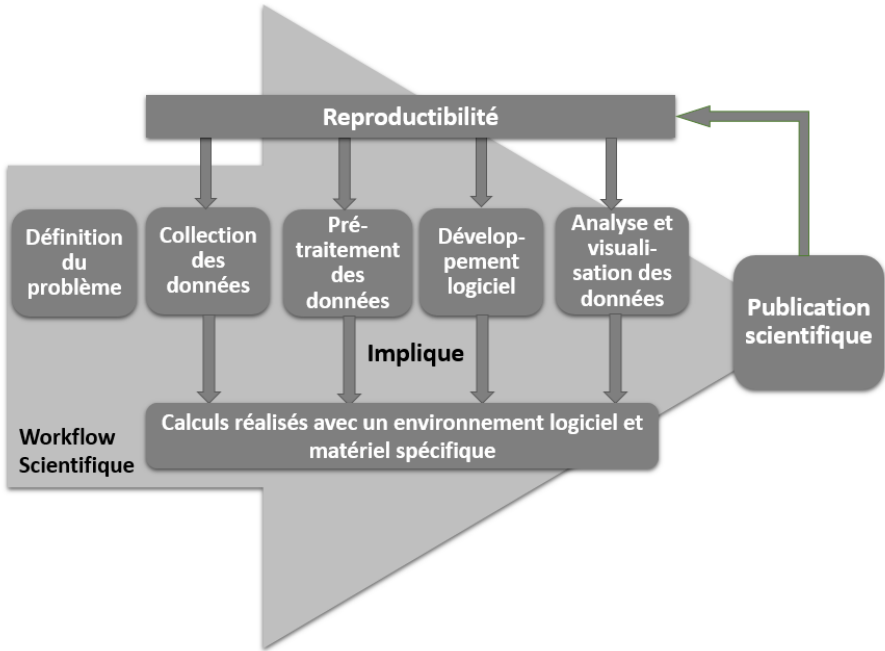 Reproductibilité
Définition
du
problème
Collection
des
données
Pré-
traitement
des
données
Dévelop-
pement
logiciel
Analyse et
visuali-
sation des
données
Publication
scientifique
Implique
Calculs réalisés avec un environnement logiciel et
matériel spécifique
Workflow
Scientifique